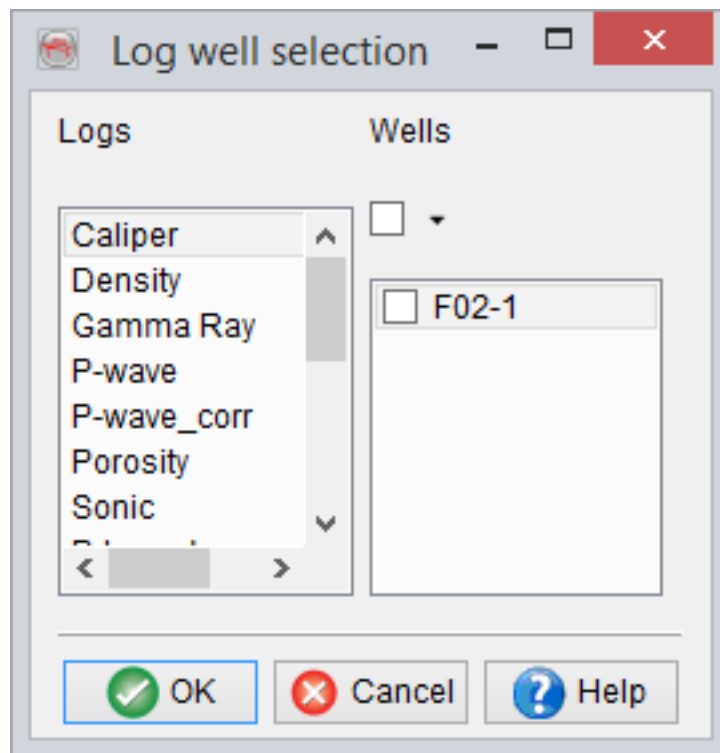 Log well selection
Logs
Wells
Caliper
Density
Gamma Ray
P-wave
P-wave_corr
Porosity
Sonic
F02-1
OK
Cancel
Help